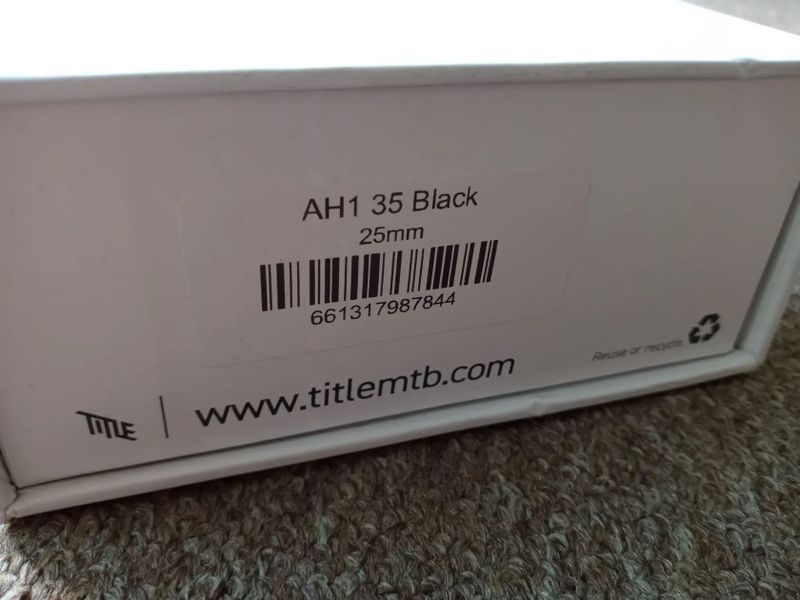 AH1 35 Black
25mm
661317987844
Reuse or recycle
TITLE
www.titlemtb.com